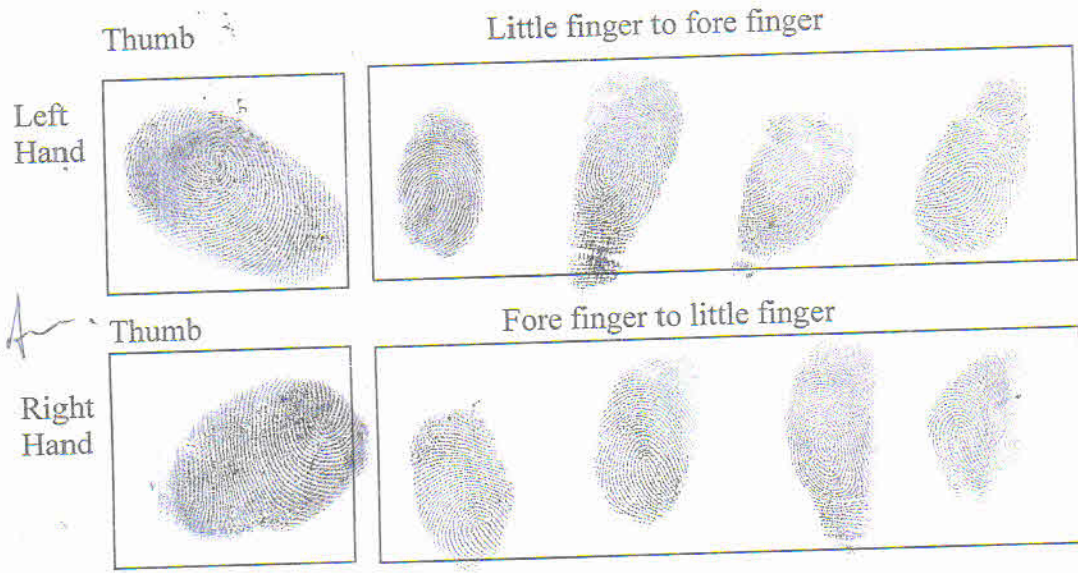 Thumb
Little finger to fore finger
Left
Hand
Thumb
Fore finger to little finger
Right
Hand